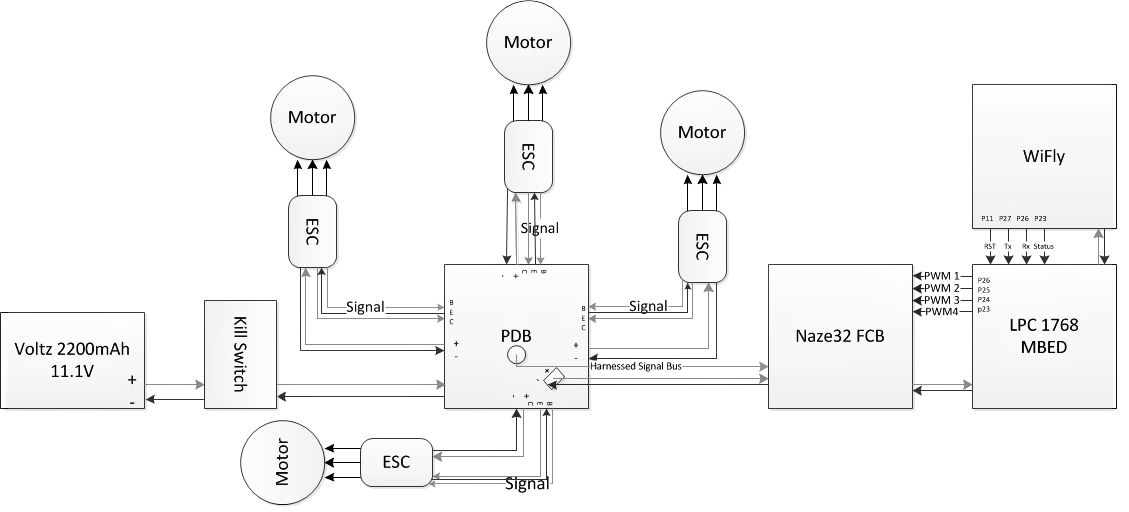 Motor
Motor
Motor
ESC
ESC
ESC
WiFly
P11 P27 P26 P23
RST Tx Rx Status
Signal
Signal
Signal
- + C E B
B
E
C
+
-
B
E
C
+
-
PDB
Harnessed Signal Bus
+
-
- + C E B
Voltz 2200mAh
11.1V
+
-
Kill Switch
Naze32 FCB
PWM 1
PWM 2
PWM 3
PWM4
P26
P25
P24
p23
LPC 1768
MBED
Motor
ESC
Signal